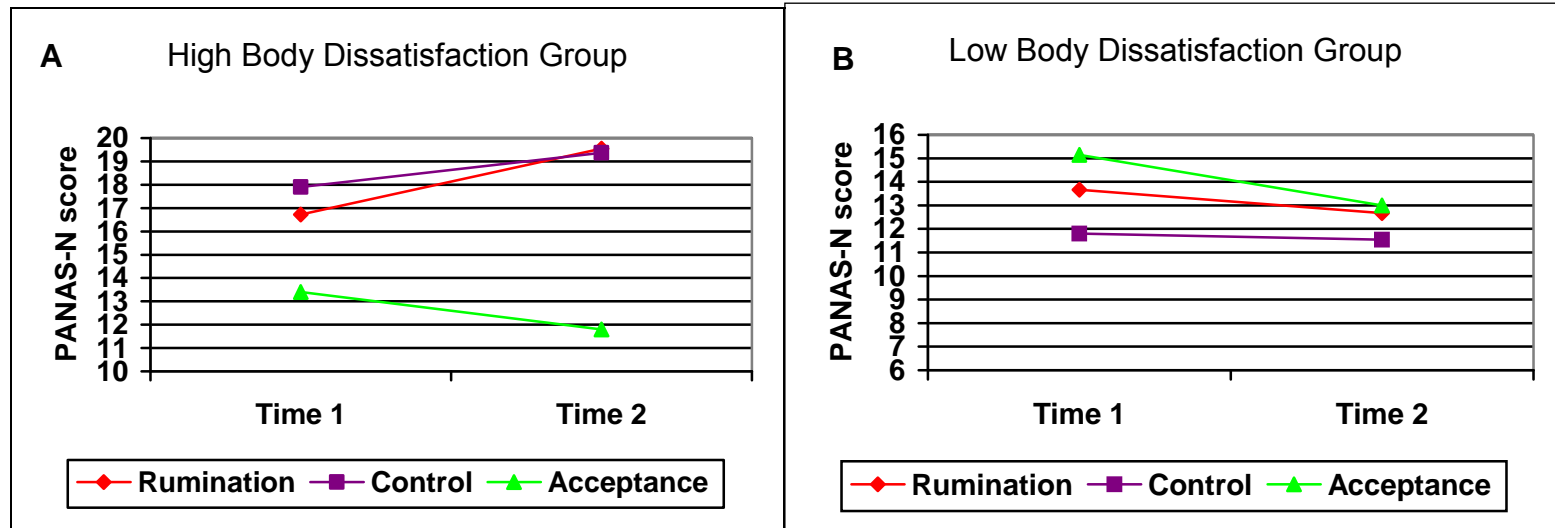 A
High Body Dissatisfaction Group
PANAS-N score
20
19
18
17
16
15
14
13
12
11
10
Time 1 Time 2
Rumination Control Acceptance
B
Low Body Dissatisfaction Group
PANAS-N score
16
15
14
13
12
11
10
9
8
7
6
Time 1 Time 2
Rumination Control Acceptance